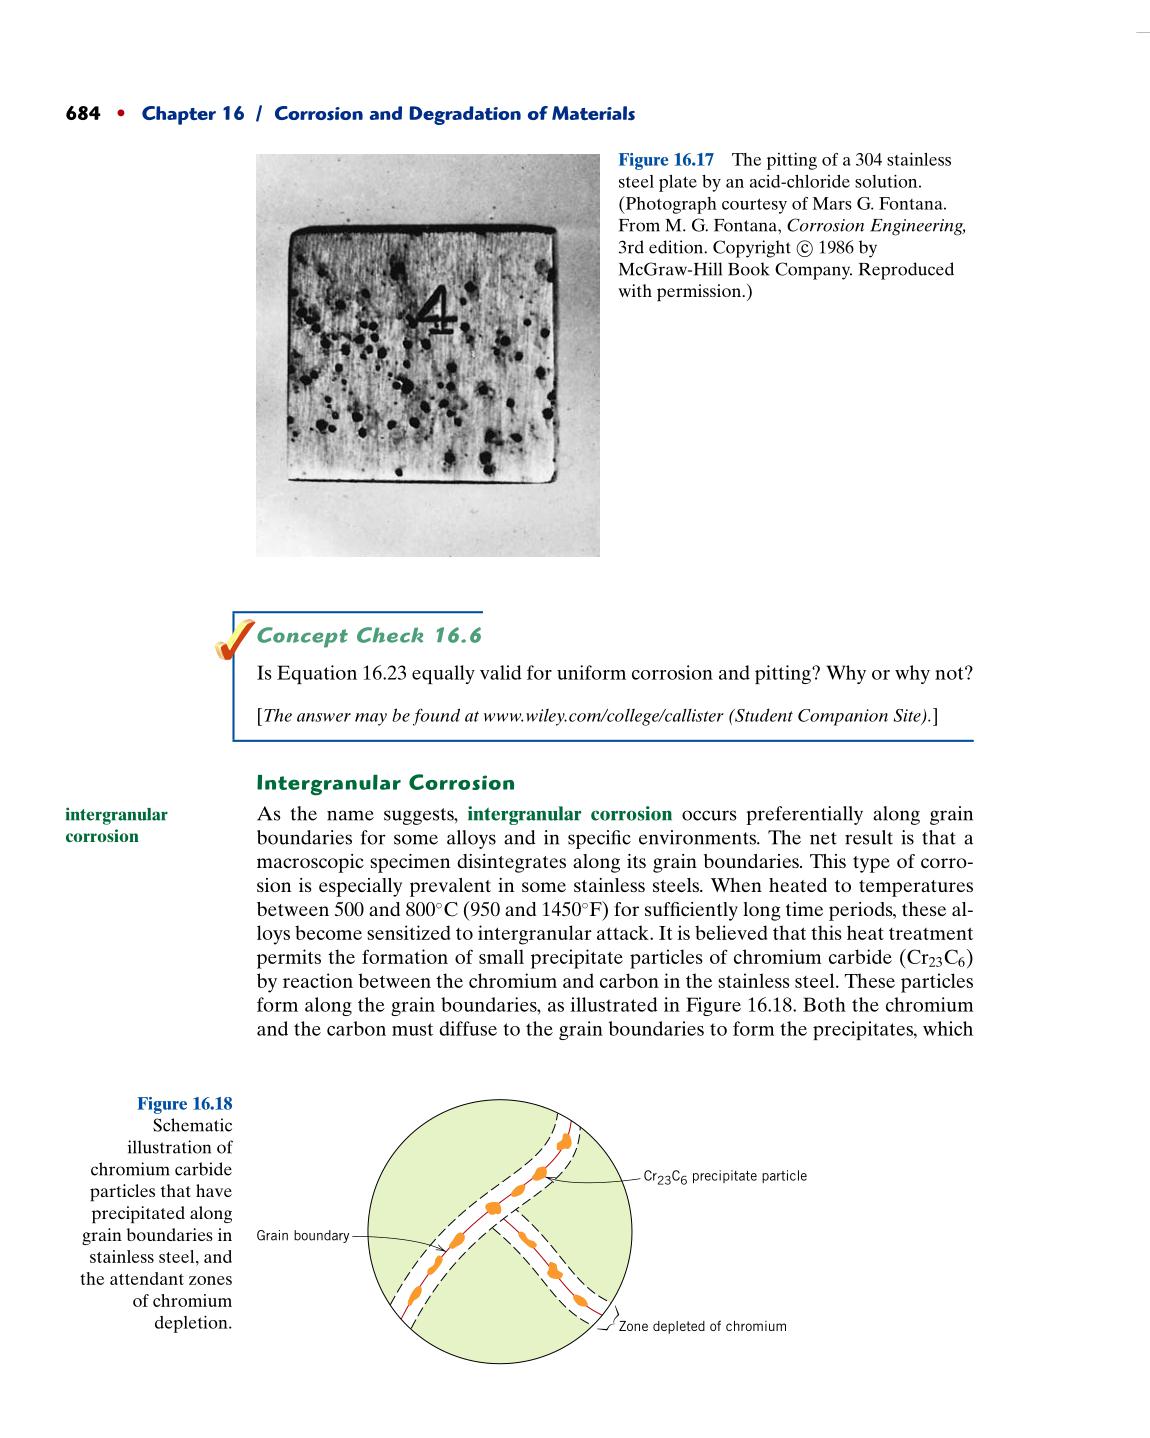 684 • Chapter 16 / Corrosion and Degradation of Materials
Figure 16.17 The pitting of a 304 stainless
steel plate by an acid-chloride solution.
(Photograph courtesy of Mars G. Fontana.
From M. G. Fontana, Corrosion Engineering,
3rd edition. Copyright © 1986 by
McGraw-Hill Book Company. Reproduced
with permission.)
4
Concept Check 16.6
Is Equation 16.23 equally valid for uniform corrosion and pitting? Why or why not?
[The answer may be found at www.wiley.com/college/callister (Student Companion Site).]
Intergranular Corrosion
intergranular
corrosion
As the name suggests, intergranular corrosion occurs preferentially along grain
boundaries for some alloys and in specific environments. The net result is that a
macroscopic specimen disintegrates along its grain boundaries. This type of corro-
sion is especially prevalent in some stainless steels. When heated to temperatures
between 500 and 800°C (950 and 1450°F) for sufficiently long time periods, these al-
loys become sensitized to intergranular attack. It is believed that this heat treatment
permits the formation of small precipitate particles of chromium carbide (Cr₂₃C₆)
by reaction between the chromium and carbon in the stainless steel. These particles
form along the grain boundaries, as illustrated in Figure 16.18. Both the chromium
and the carbon must diffuse to the grain boundaries to form the precipitates, which
Figure 16.18
Schematic
illustration of
chromium carbide
particles that have
precipitated along
grain boundaries in
stainless steel, and
the attendant zones
of chromium
depletion.
Cr₂₃C₆ precipitate particle
Grain boundary
Zone depleted of chromium